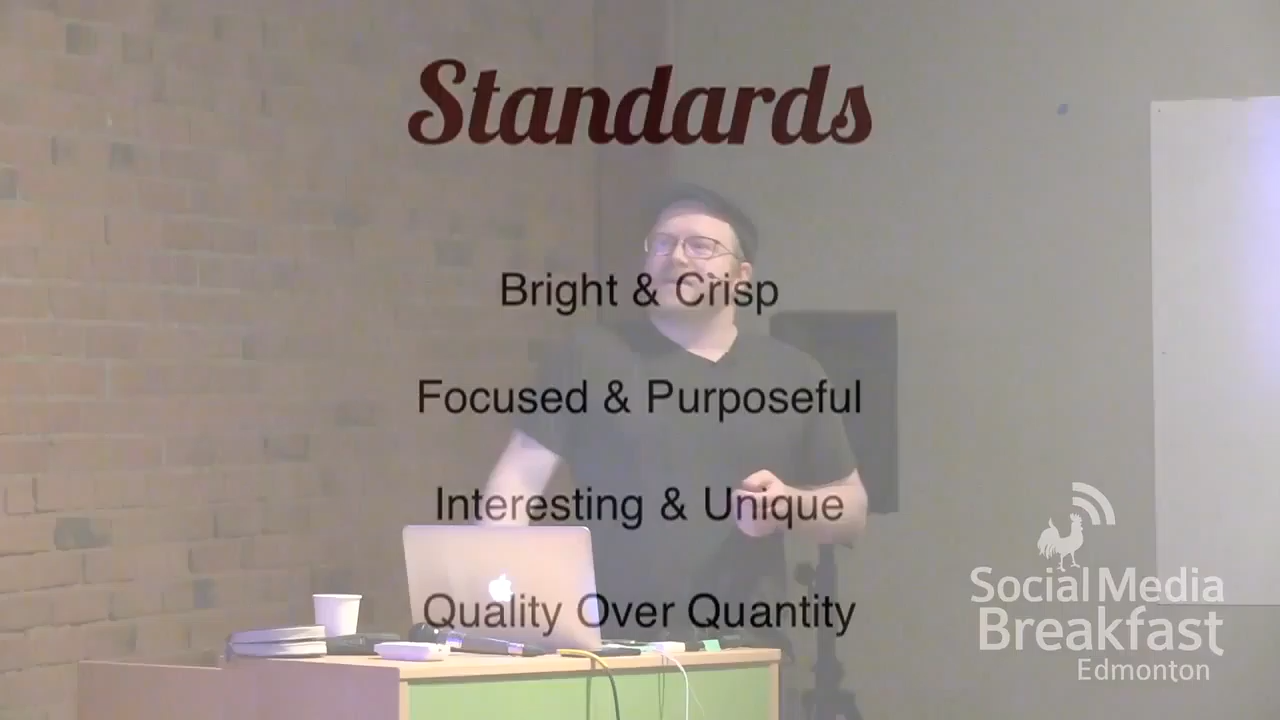 Standards
Bright & Crisp
Focused & Purposeful
Interesting & Unique
Quality Over Quantity
Social Media
Breakfast
Edmonton